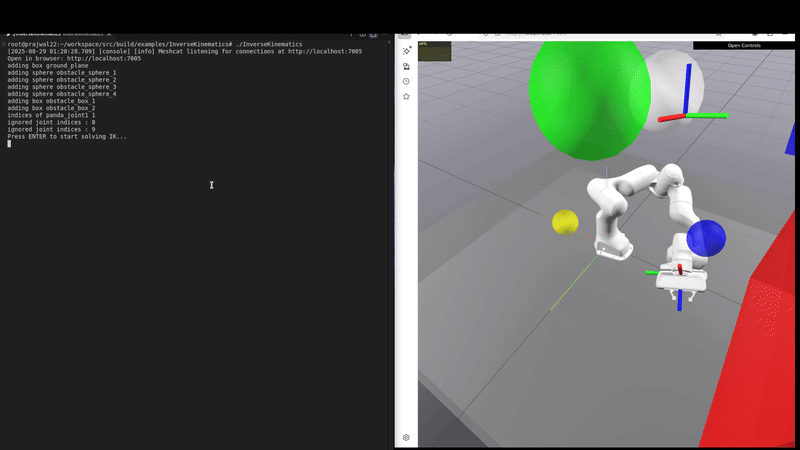 root@prajwal22:~/workspace/src/build/examples/InverseKinematics# ./InverseKinematics
[2025-08-29 01:20:28.709] [console] [info] Meshcat listening for connections at http://localhost:7005
Open in browser: http://localhost:7005
adding box ground_plane
adding sphere obstacle_sphere_1
adding sphere obstacle_sphere_2
adding sphere obstacle_sphere_3
adding sphere obstacle_sphere_4
adding box obstacle_box_1
adding box obstacle_box_2
indices of panda_joint1 1
ignored joint indices : 8
ignored joint indices : 9
Press ENTER to start solving IK...
Open Controls